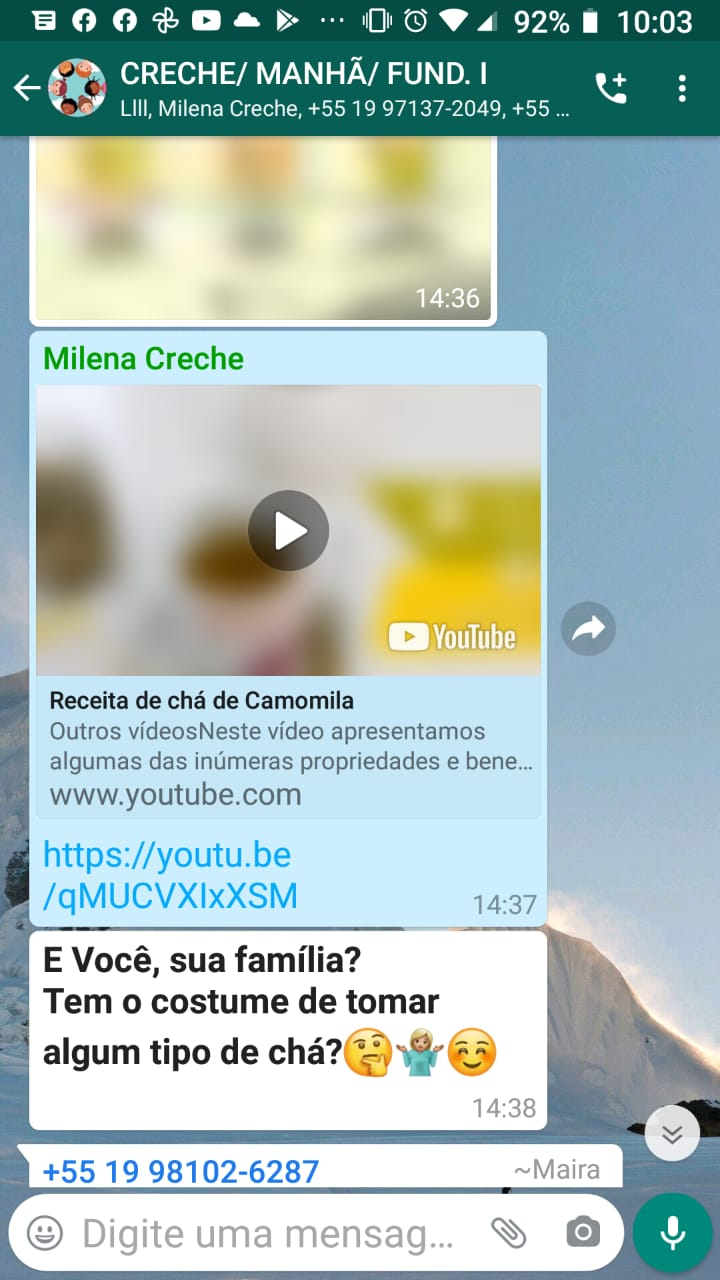 92% 10:03
CRECHE/ MANHÃ/ FUND. I
Llll, Milena Creche, +55 19 97137-2049, +55 ...
14:36
Milena Creche
YouTube
Receita de chá de Camomila
Outros vídeosNeste vídeo apresentamos
algumas das inúmeras propriedades e bene...
www.youtube.com
https://youtu.be
/qMUCVXIxXSM
14:37
E Você, sua família?
Tem o costume de tomar
algum tipo de chá?🤔🤷🏼‍♀️☺️
14:38
+55 19 98102-6287 ~Maira
Digite uma mensag...